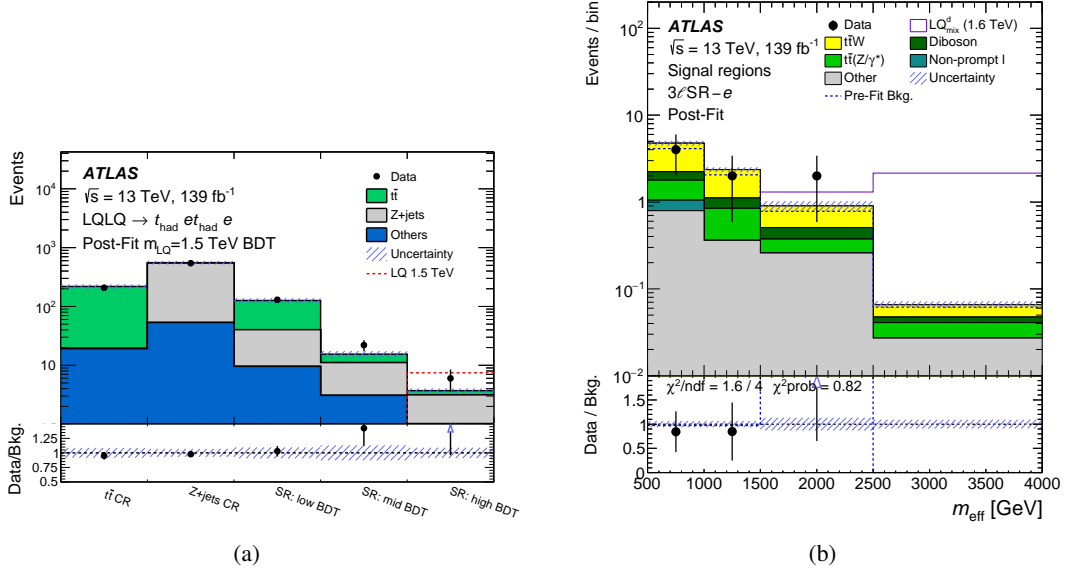 Events
10⁴
10³
10²
10
ATLAS
√s = 13 TeV, 139 fb⁻¹
LQLQ → t_had et_had e
Post-Fit m_LQ=1.5 TeV BDT
Data
tt̄
Z+jets
Others
Uncertainty
LQ 1.5 TeV
Data/Bkg.
1.25
1
0.75
0.5
tt̄ CR
Z+jets CR
SR: low BDT
SR: mid BDT
SR: high BDT
(a)
Events / bin
10²
10
1
10⁻¹
10⁻²
ATLAS
√s = 13 TeV, 139 fb⁻¹
Signal regions
3ℓSR−e
Post-Fit
Data
tt̄W
tt̄(Z/γ*)
Other
Pre-Fit Bkg.
LQᵈ_mix (1.6 TeV)
Diboson
Non-prompt l
Uncertainty
χ²/ndf = 1.6 / 4 χ²prob = 0.82
Data / Bkg.
1.5
1
0.5
0
500 1000 1500 2000 2500 3000 3500 4000
m_eff [GeV]
(b)